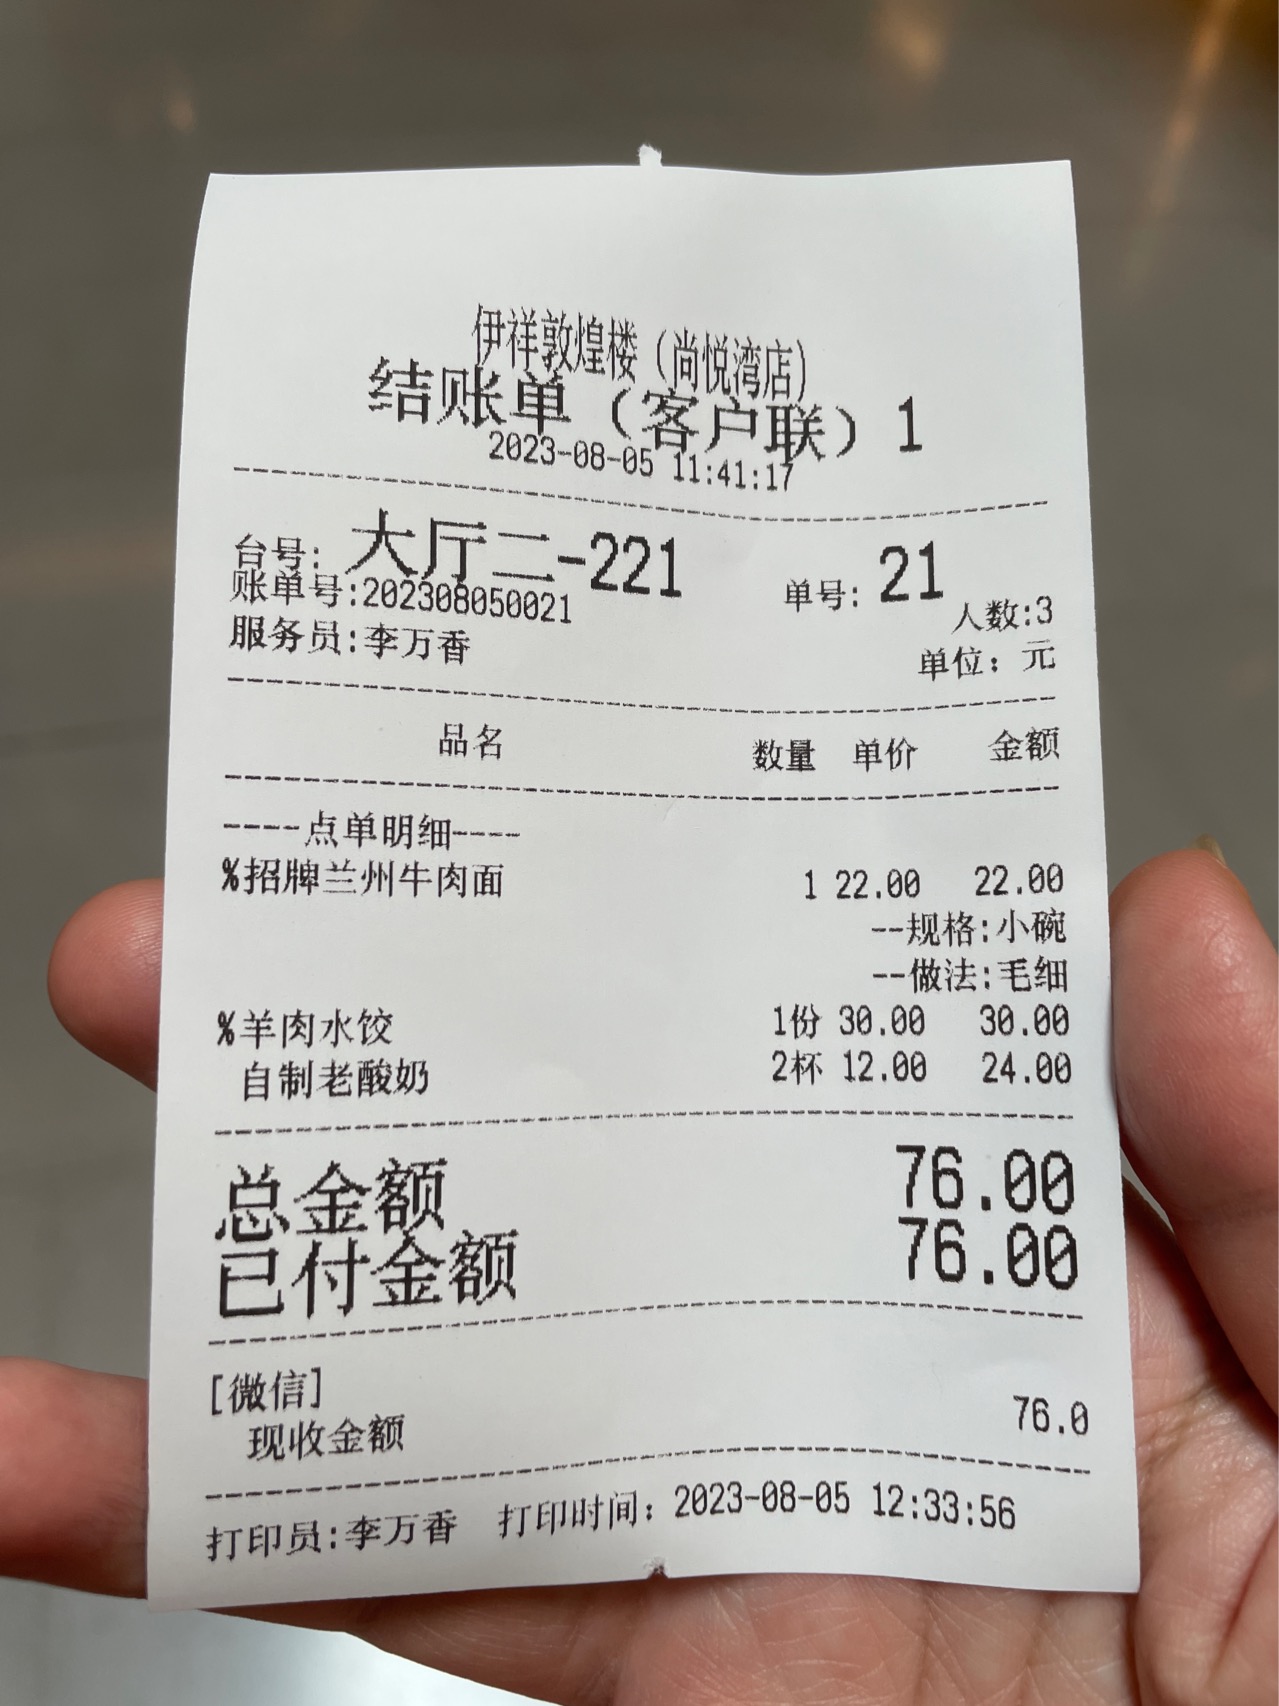 伊祥敦煌楼（尚悦湾店）
结账单（客户联）1
2023-08-05 11:41:17
台号: 大厅二-221 单号: 21
账单号:202308050021 人数:3
服务员:李万香 单位: 元
品名 数量 单价 金额
----点单明细----
%招牌兰州牛肉面 1 22.00 22.00
--规格:小碗
--做法:毛细
%羊肉水饺 1份 30.00 30.00
自制老酸奶 2杯 12.00 24.00
总金额 76.00
已付金额 76.00
[微信]
现收金额 76.0
打印员:李万香 打印时间: 2023-08-05 12:33:56